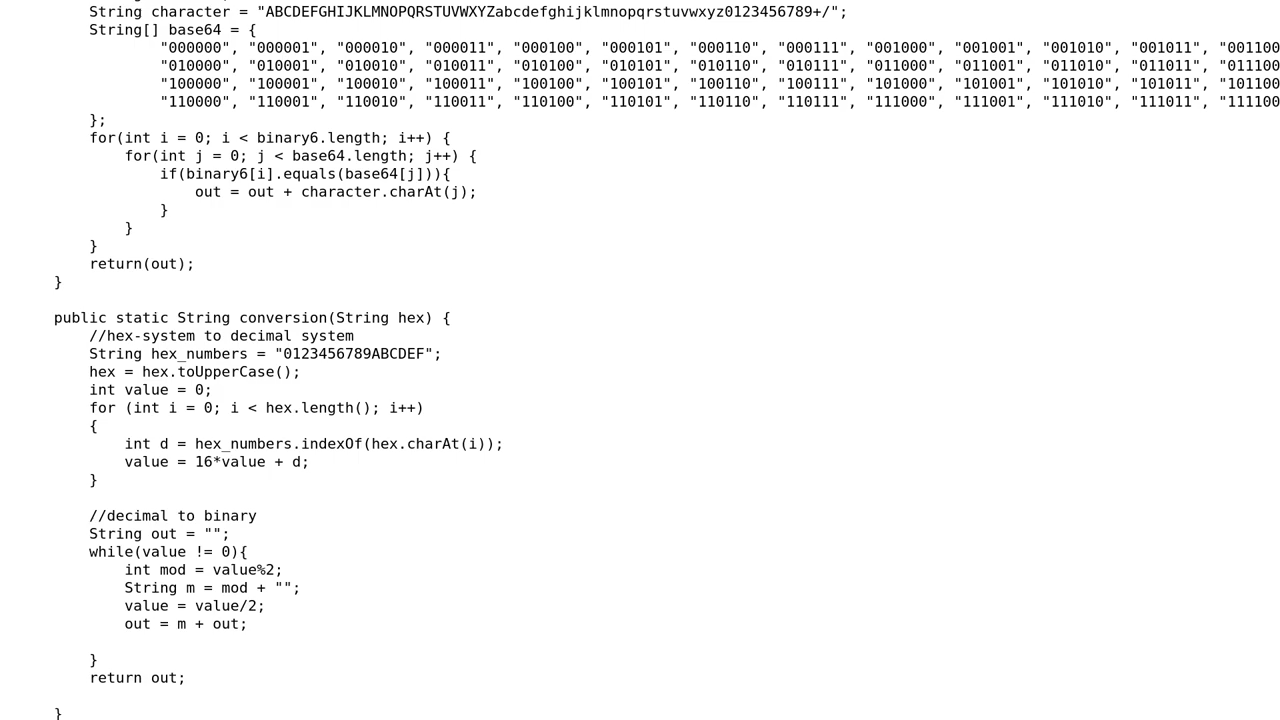 String character = "ABCDEFGHIJKLMNOPQRSTUVWXYZabcdefghijklmnopqrstuvwxyz0123456789+/";
String[] base64 = {
"000000", "000001", "000010", "000011", "000100", "000101", "000110", "000111", "001000", "001001", "001010", "001011", "001100
"010000", "010001", "010010", "010011", "010100", "010101", "010110", "010111", "011000", "011001", "011010", "011011", "011100
"100000", "100001", "100010", "100011", "100100", "100101", "100110", "100111", "101000", "101001", "101010", "101011", "101100
"110000", "110001", "110010", "110011", "110100", "110101", "110110", "110111", "111000", "111001", "111010", "111011", "111100
};
for(int i = 0; i < binary6.length; i++) {
for(int j = 0; j < base64.length; j++) {
if(binary6[i].equals(base64[j])){
out = out + character.charAt(j);
}
}
}
return(out);
}
public static String conversion(String hex) {
//hex-system to decimal system
String hex_numbers = "0123456789ABCDEF";
hex = hex.toUpperCase();
int value = 0;
for (int i = 0; i < hex.length(); i++)
{
int d = hex_numbers.indexOf(hex.charAt(i));
value = 16*value + d;
}
//decimal to binary
String out = "";
while(value != 0){
int mod = value%2;
String m = mod + "";
value = value/2;
out = m + out;
}
return out;
}